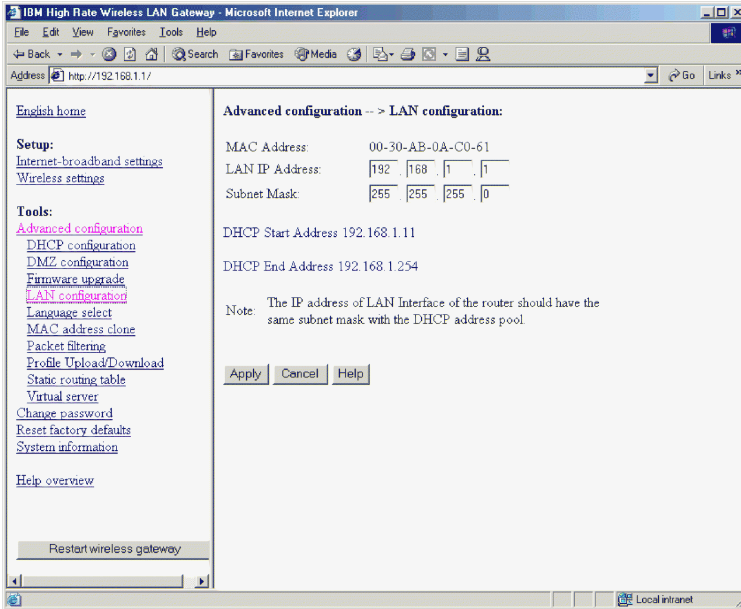 IBM High Rate Wireless LAN Gateway - Microsoft Internet Explorer
File Edit View Favorites Tools Help
Back Search Favorites Media
Address http://192.168.1.1/ Go Links »
English home
Setup:
Internet-broadband settings
Wireless settings
Tools:
Advanced configuration
DHCP configuration
DMZ configuration
Firmware upgrade
LAN configuration
Language select
MAC address clone
Packet filtering
Profile Upload/Download
Static routing table
Virtual server
Change password
Reset factory defaults
System information
Help overview
Restart wireless gateway
Advanced configuration -- > LAN configuration:
MAC Address: 00-30-AB-0A-C0-61
LAN IP Address: 192 . 168 . 1 . 1
Subnet Mask: 255 . 255 . 255 . 0
DHCP Start Address 192.168.1.11
DHCP End Address 192.168.1.254
Note: The IP address of LAN Interface of the router should have the
same subnet mask with the DHCP address pool.
Apply Cancel Help
Local intranet